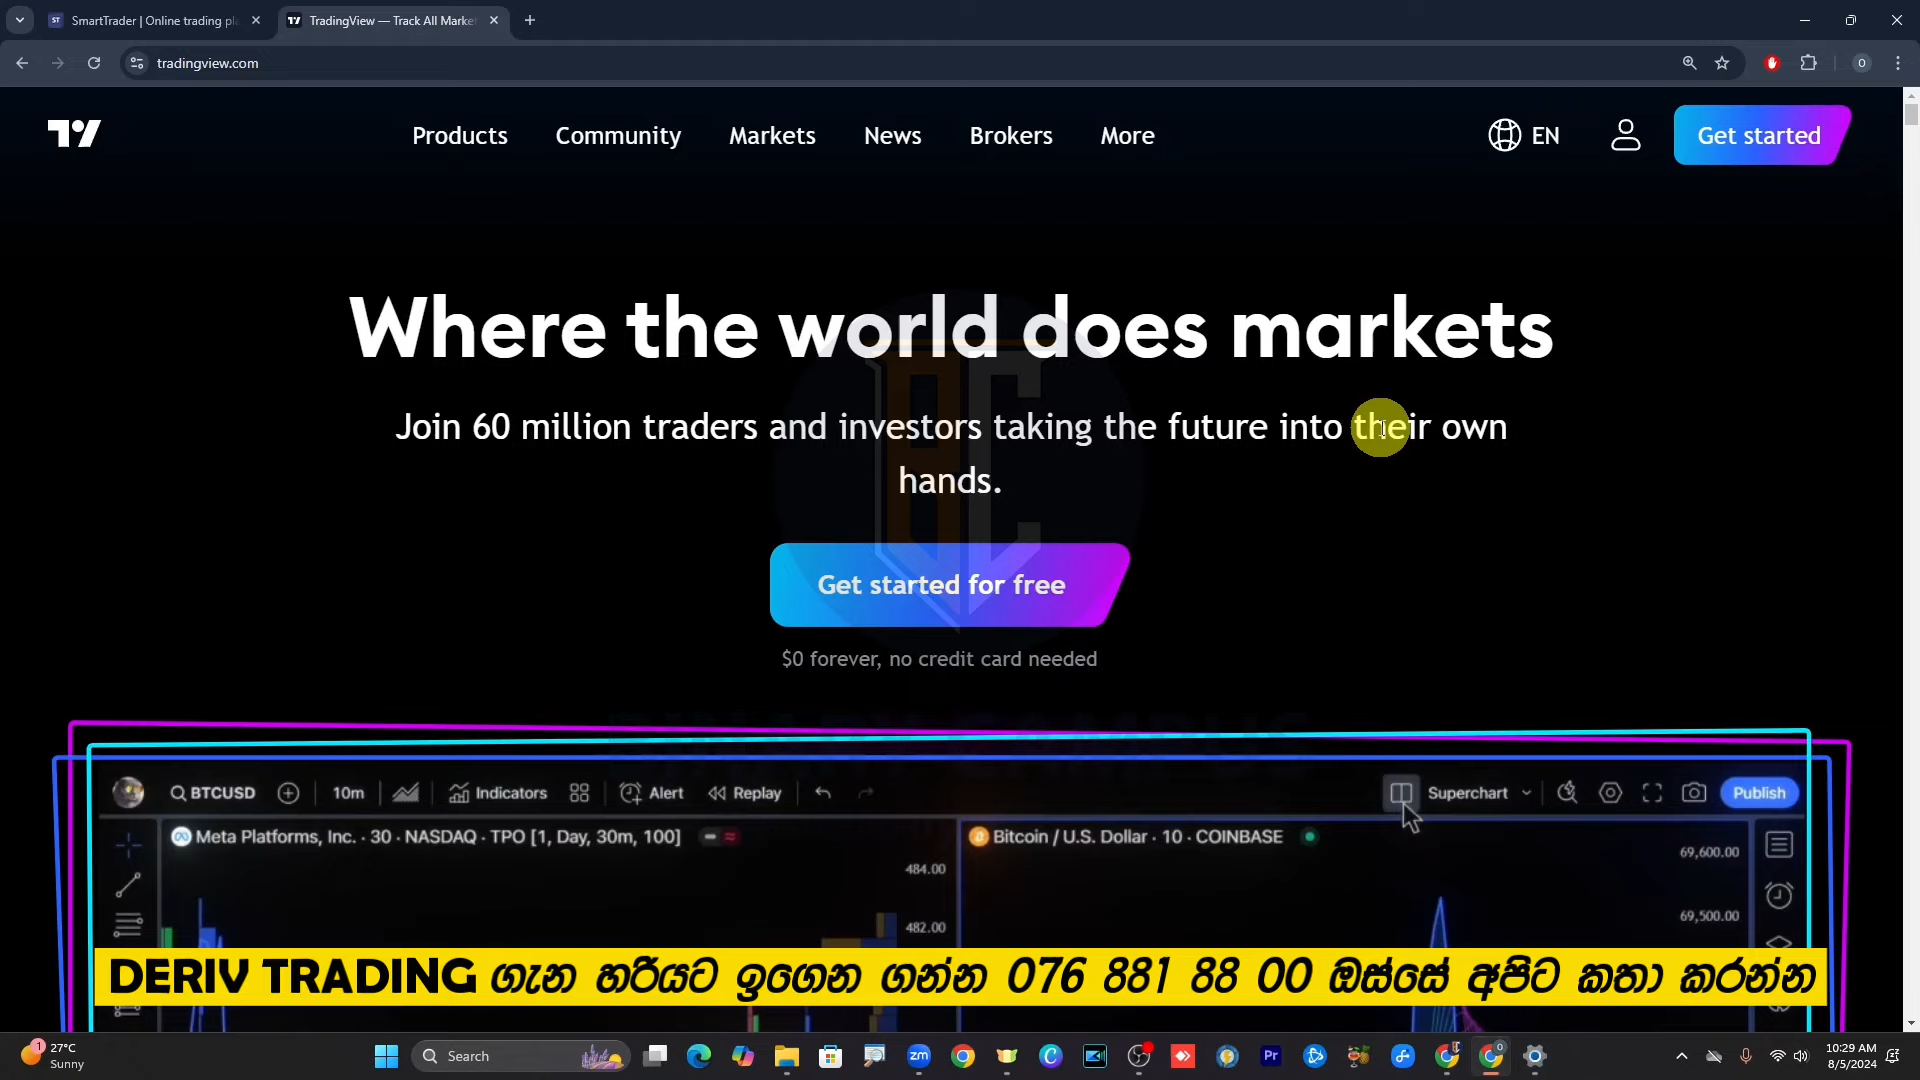 SmartTrader | Online trading pl
TradingView — Track All Marke
tradingview.com
O
Products
Community
Markets
News
Brokers
More
EN
Get started
Where the world does markets
Join 60 million traders and investors taking the future into their own
hands.
Get started for free
$0 forever, no credit card needed
BTCUSD
10m
Indicators
Alert
Replay
Superchart
Publish
Meta Platforms, Inc. · 30 · NASDAQ · TPO [1, Day, 30m, 100]
Bitcoin / U.S. Dollar · 10 · COINBASE
484.00
482.00
69,600.00
69,500.00
DERIV TRADING ගැන හරියට ඉගෙන ගන්න 076 881 88 00 ඔස්සේ අපිට කතා කරන්න
1
27°C
Sunny
Search
zm
Pr
10:29 AM
8/5/2024